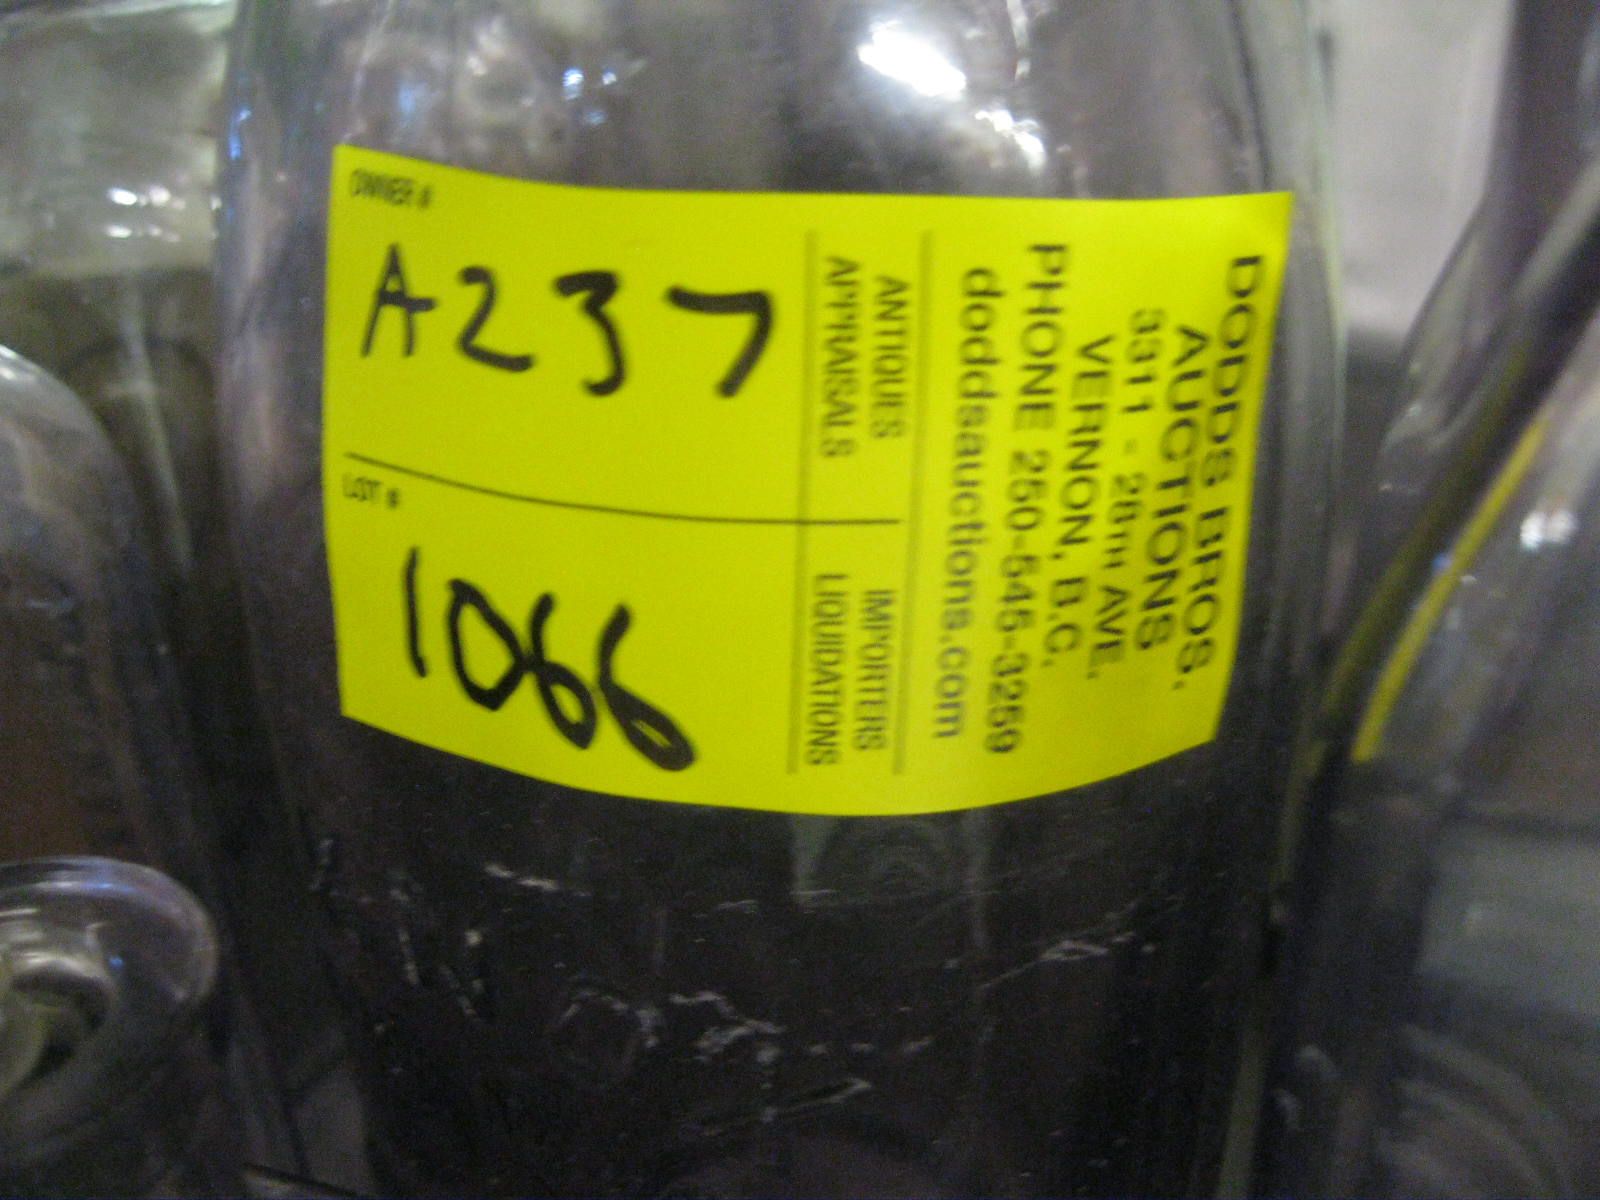 OWNER #
A237
LOT #
1066
ANTIQUES
APPRAISALS
IMPORTERS
LIQUIDATIONS
DODDS BROS.
AUCTIONS
3311 - 28TH AVE.
VERNON, B.C.
PHONE 250-545-3259
doddsauctions.com